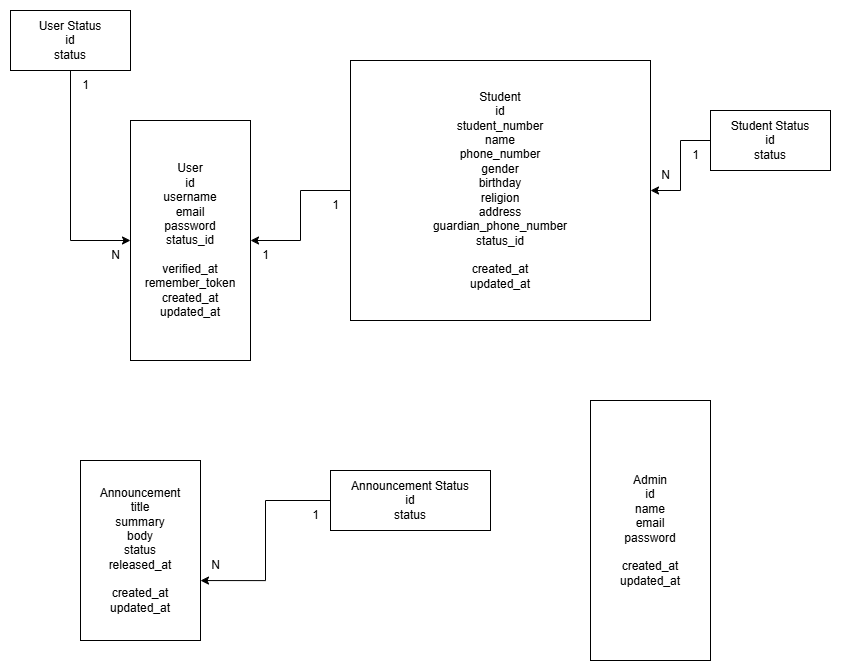 User Status
id
status
1
User
id
username
email
password
status_id
verified_at
remember_token
created_at
updated_at
N
1
1
Student
id
student_number
name
phone_number
gender
birthday
religion
address
guardian_phone_number
status_id
created_at
updated_at
N
1
Student Status
id
status
Announcement
title
summary
body
status
released_at
created_at
updated_at
N
1
Announcement Status
id
status
Admin
id
name
email
password
created_at
updated_at